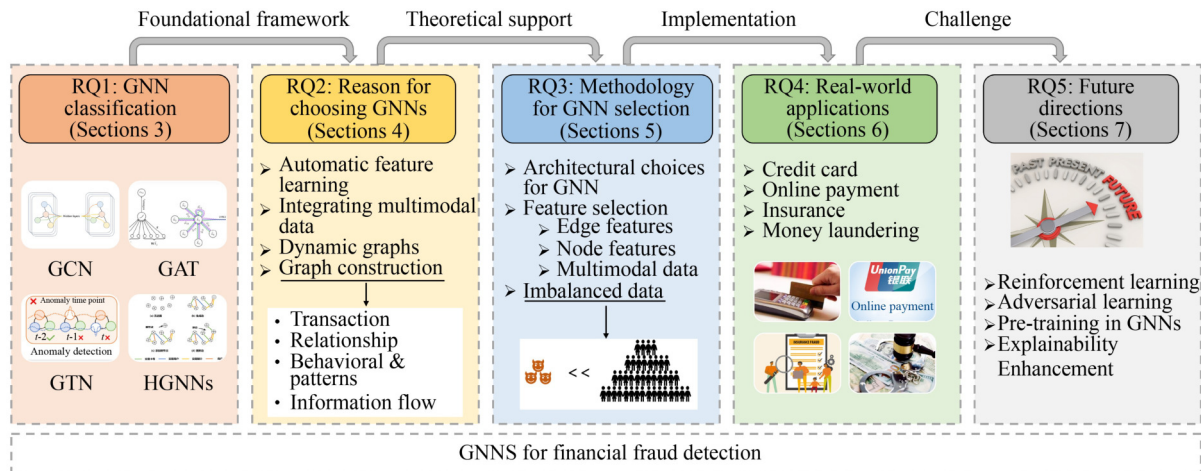 Foundational framework
Theoretical support
Implementation
Challenge
RQ1: GNN
classification
(Sections 3)
GCN
GAT
Anomaly time point
t-2
t-1
t
Anomaly detection
GTN
HGNNs
RQ2: Reason for
choosing GNNs
(Sections 4)
Automatic feature
learning
Integrating multimodal
data
Dynamic graphs
Graph construction
Transaction
Relationship
Behavioral &
patterns
Information flow
RQ3: Methodology
for GNN selection
(Sections 5)
Architectural choices
for GNN
Feature selection
Edge features
Node features
Multimodal data
Imbalanced data
<<
RQ4: Real-world
applications
(Sections 6)
Credit card
Online payment
Insurance
Money laundering
UnionPay
银联
Online payment
RQ5: Future
directions
(Sections 7)
PAST PRESENT FUTURE
Reinforcement learning
Adversarial learning
Pre-training in GNNs
Explainability
Enhancement
GNNS for financial fraud detection